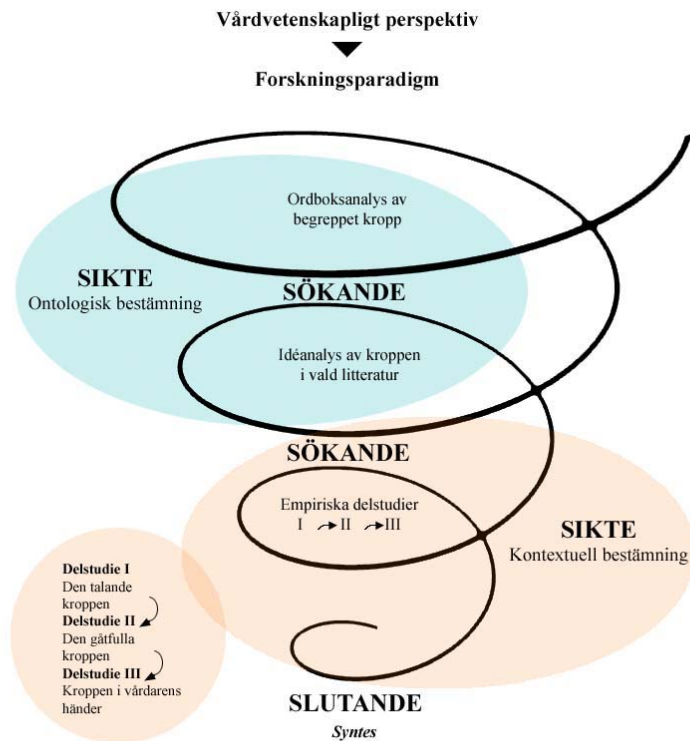 Vårdvetenskapligt perspektiv
Forskningsparadigm
Ordboksanalys av
begreppet kropp
SIKTE
Ontologisk bestämning
SÖKANDE
Idéanalys av kroppen
i vald litteratur
SÖKANDE
Empiriska delstudier
I II III
SIKTE
Kontextuell bestämning
Delstudie I
Den talande
kroppen
Delstudie II
Den gåtfulla
kroppen
Delstudie III
Kroppen i vårdarens
händer
SLUTANDE
Syntes